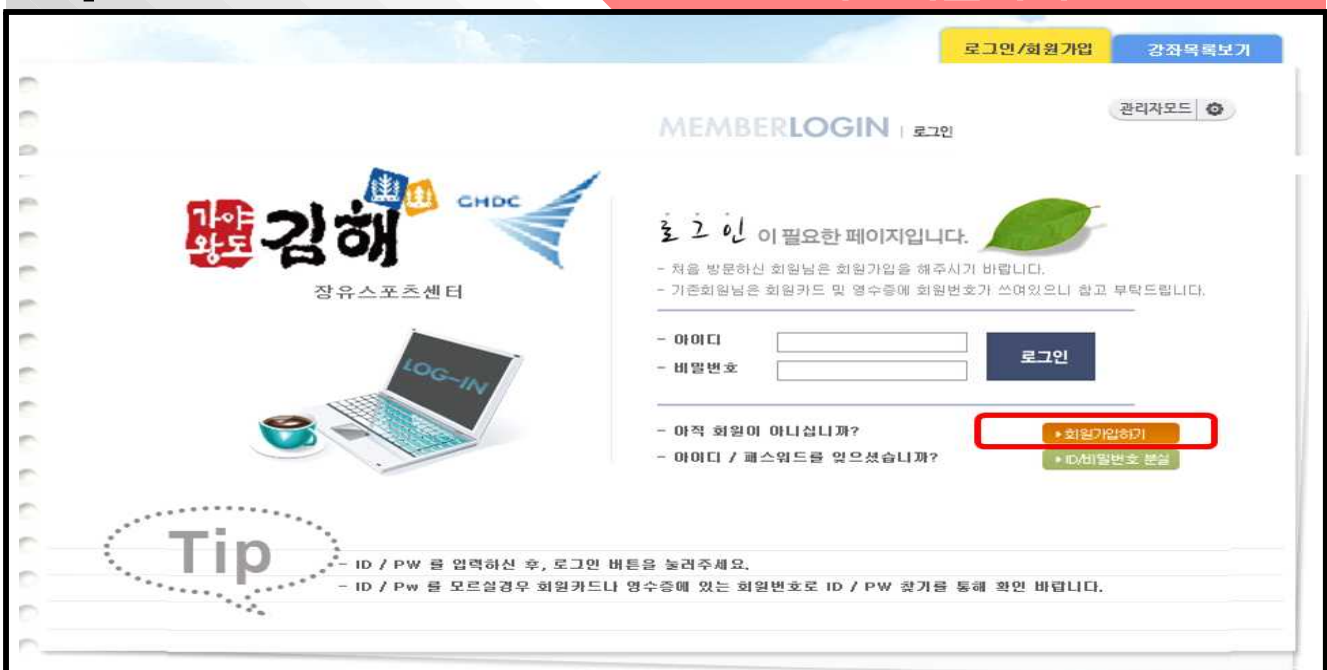 로그인/회원가입
강좌목록보기
관리자모드
MEMBERLOGIN | 로그인
가야
왕도
김해
GHDC
장유스포츠센터
LOG-IN
로그인 이 필요한 페이지입니다.
- 처음 방문하신 회원님은 회원가입을 해주시기 바랍니다.
- 기존회원님은 회원카드 및 영수증에 회원번호가 쓰여있으니 참고 부탁드립니다.
- 아이디
- 비밀번호
로그인
- 아직 회원이 아니십니까?
▸회원가입하기
- 아이디 / 패스워드를 잊으셨습니까?
▸ID/비밀번호 분실
Tip
- ID / PW 를 입력하신 후, 로그인 버튼을 눌러주세요.
- ID / Pw 를 모르실경우 회원카드나 영수증에 있는 회원번호로 ID / PW 찾기를 통해 확인 바랍니다.